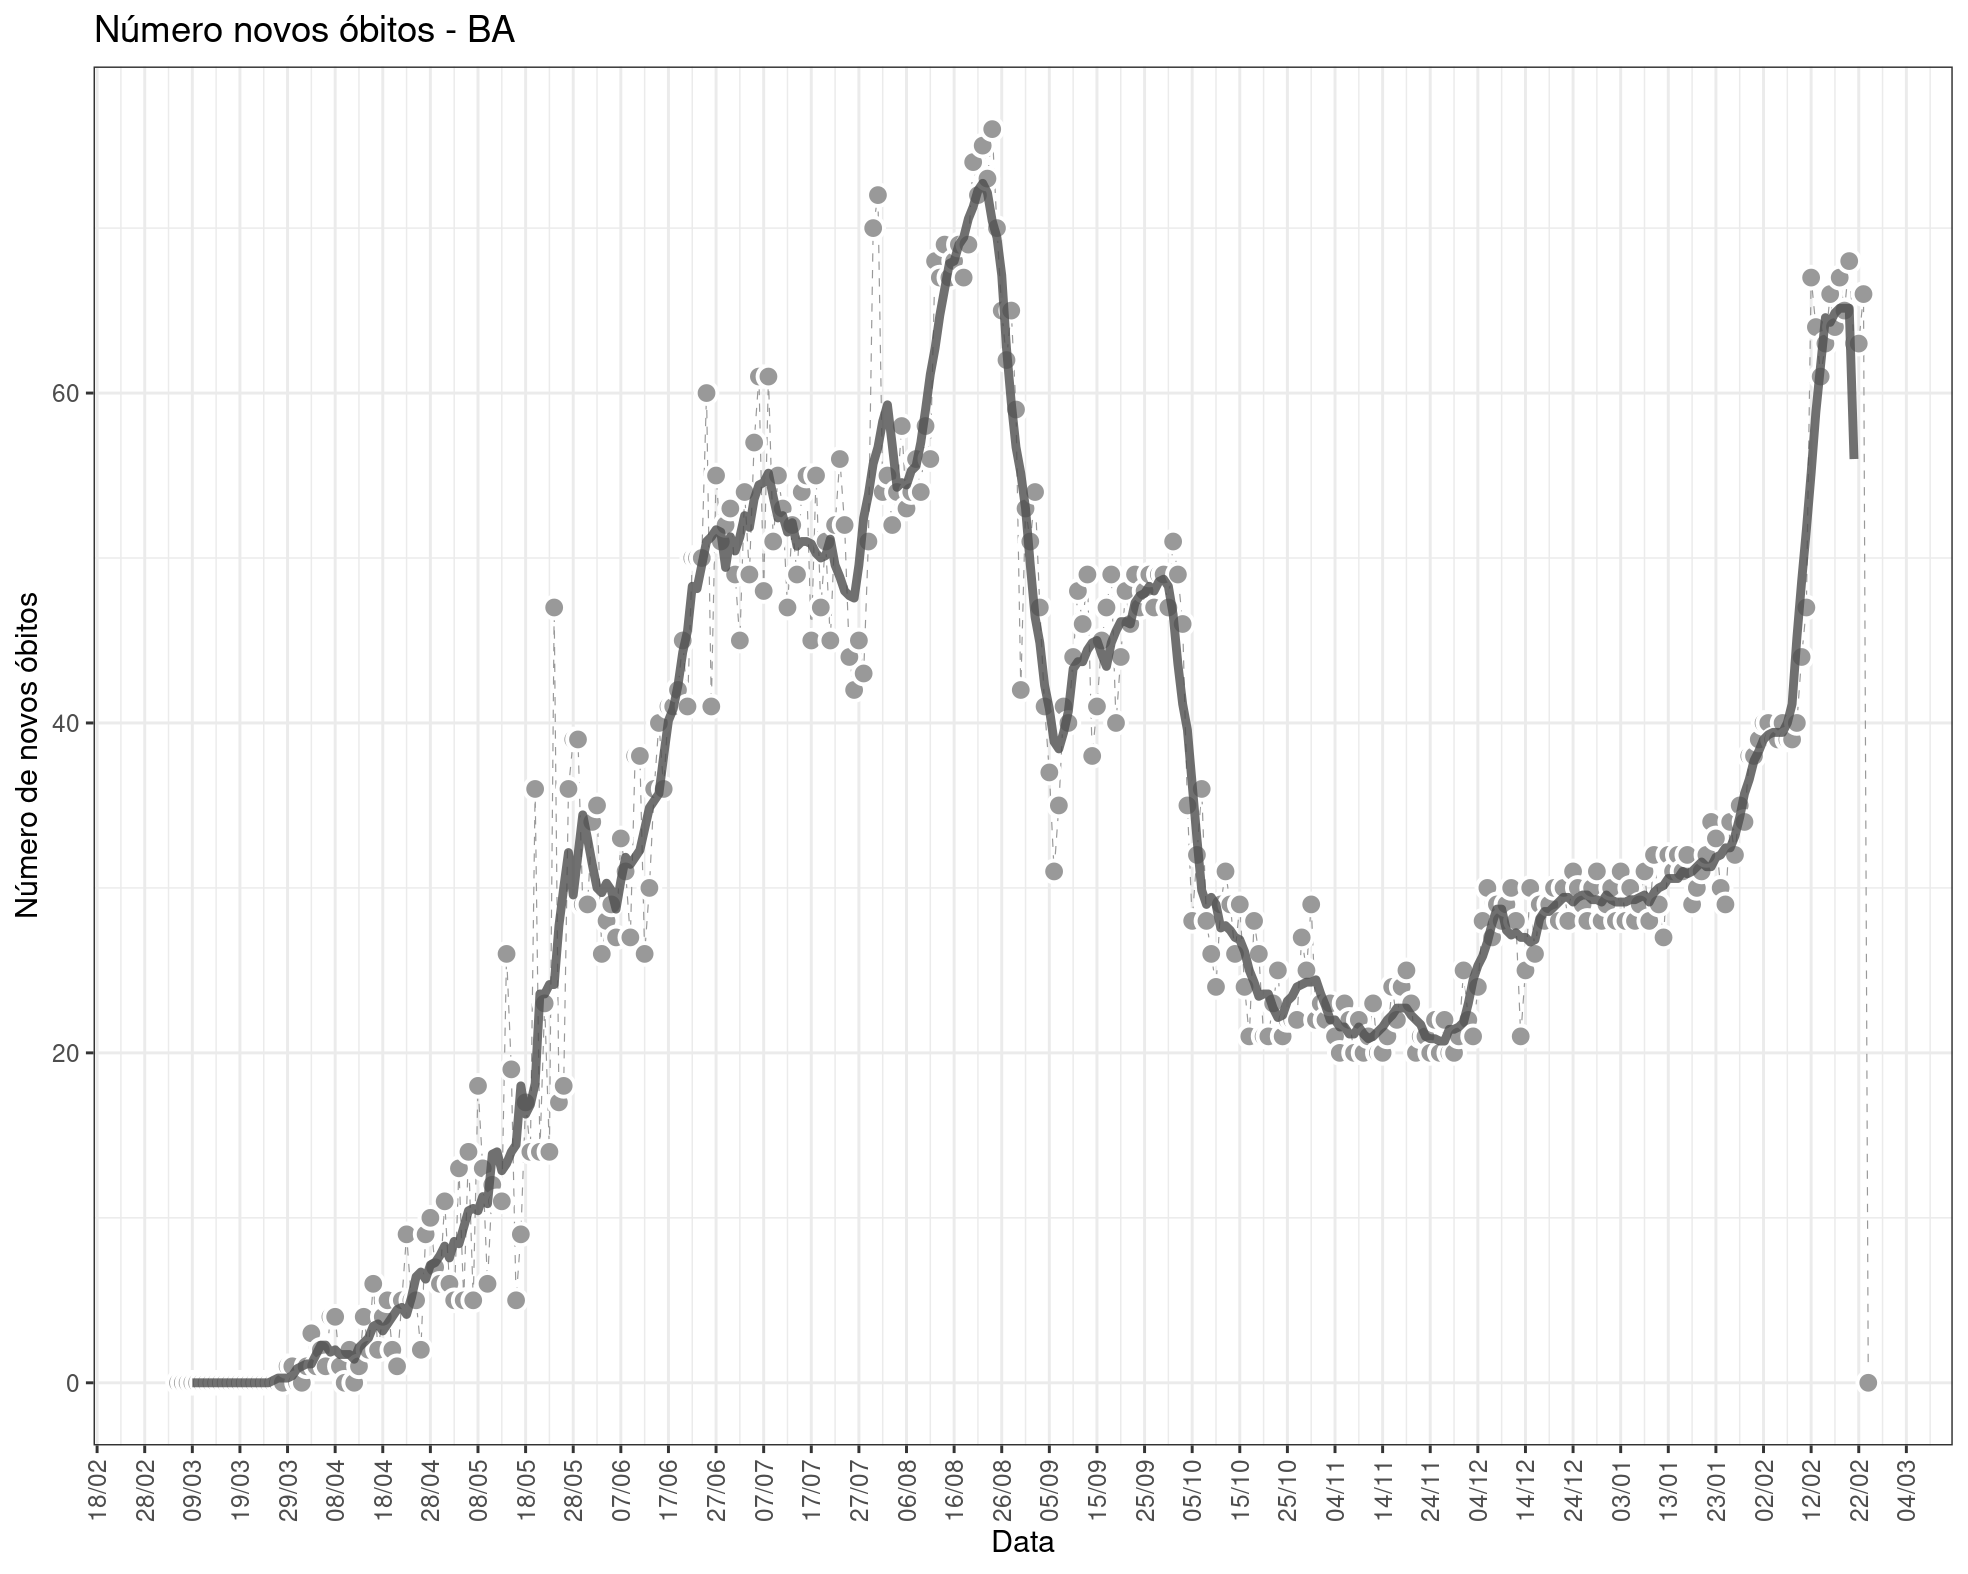 Número novos óbitos - BA
Número de novos óbitos
60
40
20
0
18/02 28/02 09/03 19/03 29/03 08/04 18/04 28/04 08/05 18/05 28/05 07/06 17/06 27/06 07/07 17/07 27/07 06/08 16/08 26/08 05/09 15/09 25/09 05/10 15/10 25/10 04/11 14/11 24/11 04/12 14/12 24/12 03/01 13/01 23/01 02/02 12/02 22/02 04/03
Data